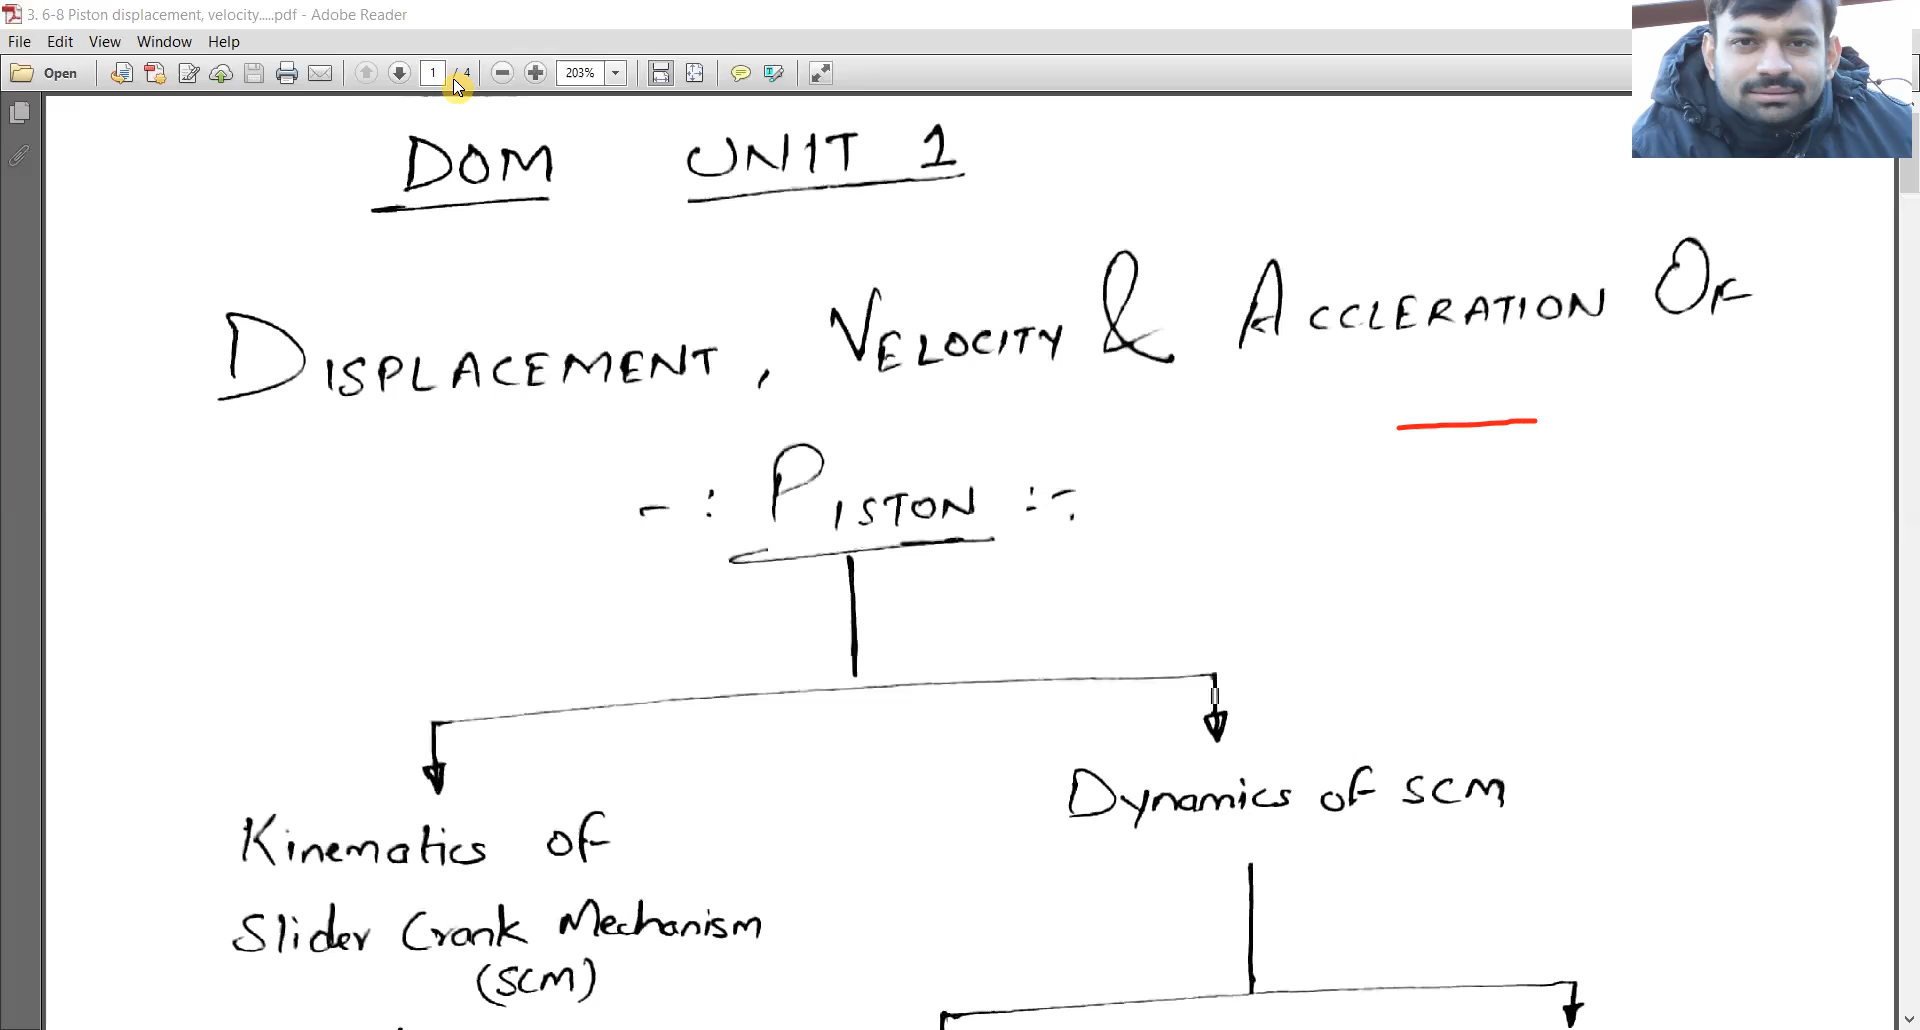 3. 6-8 Piston displacement, velocity.....pdf - Adobe Reader
File Edit View Window Help
Open 1 / 4 203%
DOM UNIT 1
DISPLACEMENT, VELOCITY & ACCLERATION OF
-: PISTON :-
Dynamics of SCM
Kinematics of
Slider Crank Mechanism
(SCM)